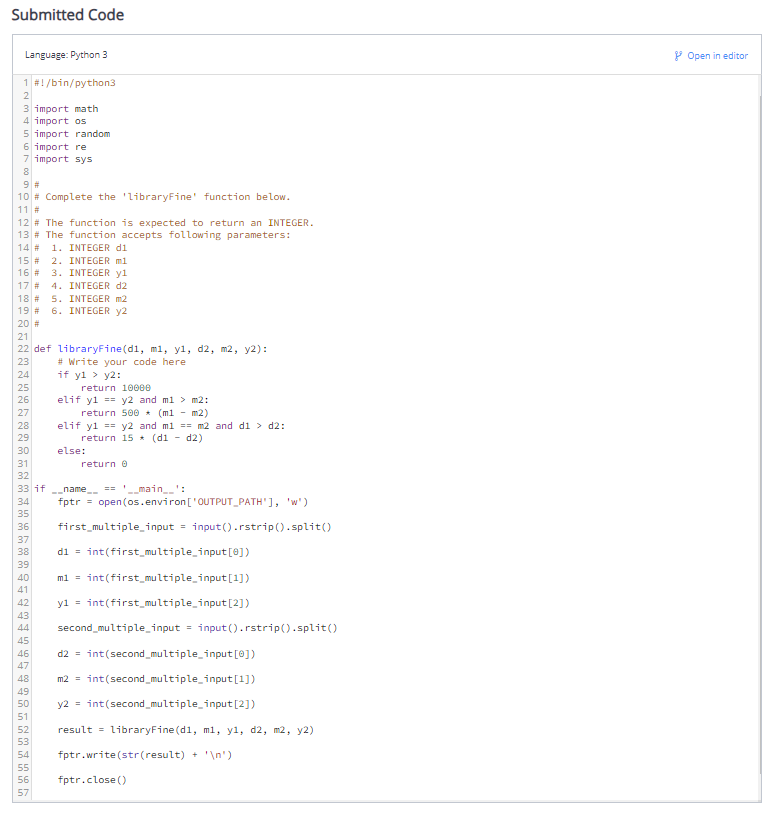 Submitted Code
Language: Python 3
Open in editor
1 #!/bin/python3
2
3 import math
4 import os
5 import random
6 import re
7 import sys
8
9 #
10 # Complete the 'libraryFine' function below.
11 #
12 # The function is expected to return an INTEGER.
13 # The function accepts following parameters:
14 #  1. INTEGER d1
15 #  2. INTEGER m1
16 #  3. INTEGER y1
17 #  4. INTEGER d2
18 #  5. INTEGER m2
19 #  6. INTEGER y2
20 #
21
22 def libraryFine(d1, m1, y1, d2, m2, y2):
23     # Write your code here
24     if y1 > y2:
25         return 10000
26     elif y1 == y2 and m1 > m2:
27         return 500 * (m1 - m2)
28     elif y1 == y2 and m1 == m2 and d1 > d2:
29         return 15 * (d1 - d2)
30     else:
31         return 0
32
33 if __name__ == '__main__':
34     fptr = open(os.environ['OUTPUT_PATH'], 'w')
35
36     first_multiple_input = input().rstrip().split()
37
38     d1 = int(first_multiple_input[0])
39
40     m1 = int(first_multiple_input[1])
41
42     y1 = int(first_multiple_input[2])
43
44     second_multiple_input = input().rstrip().split()
45
46     d2 = int(second_multiple_input[0])
47
48     m2 = int(second_multiple_input[1])
49
50     y2 = int(second_multiple_input[2])
51
52     result = libraryFine(d1, m1, y1, d2, m2, y2)
53
54     fptr.write(str(result) + '\n')
55
56     fptr.close()
57